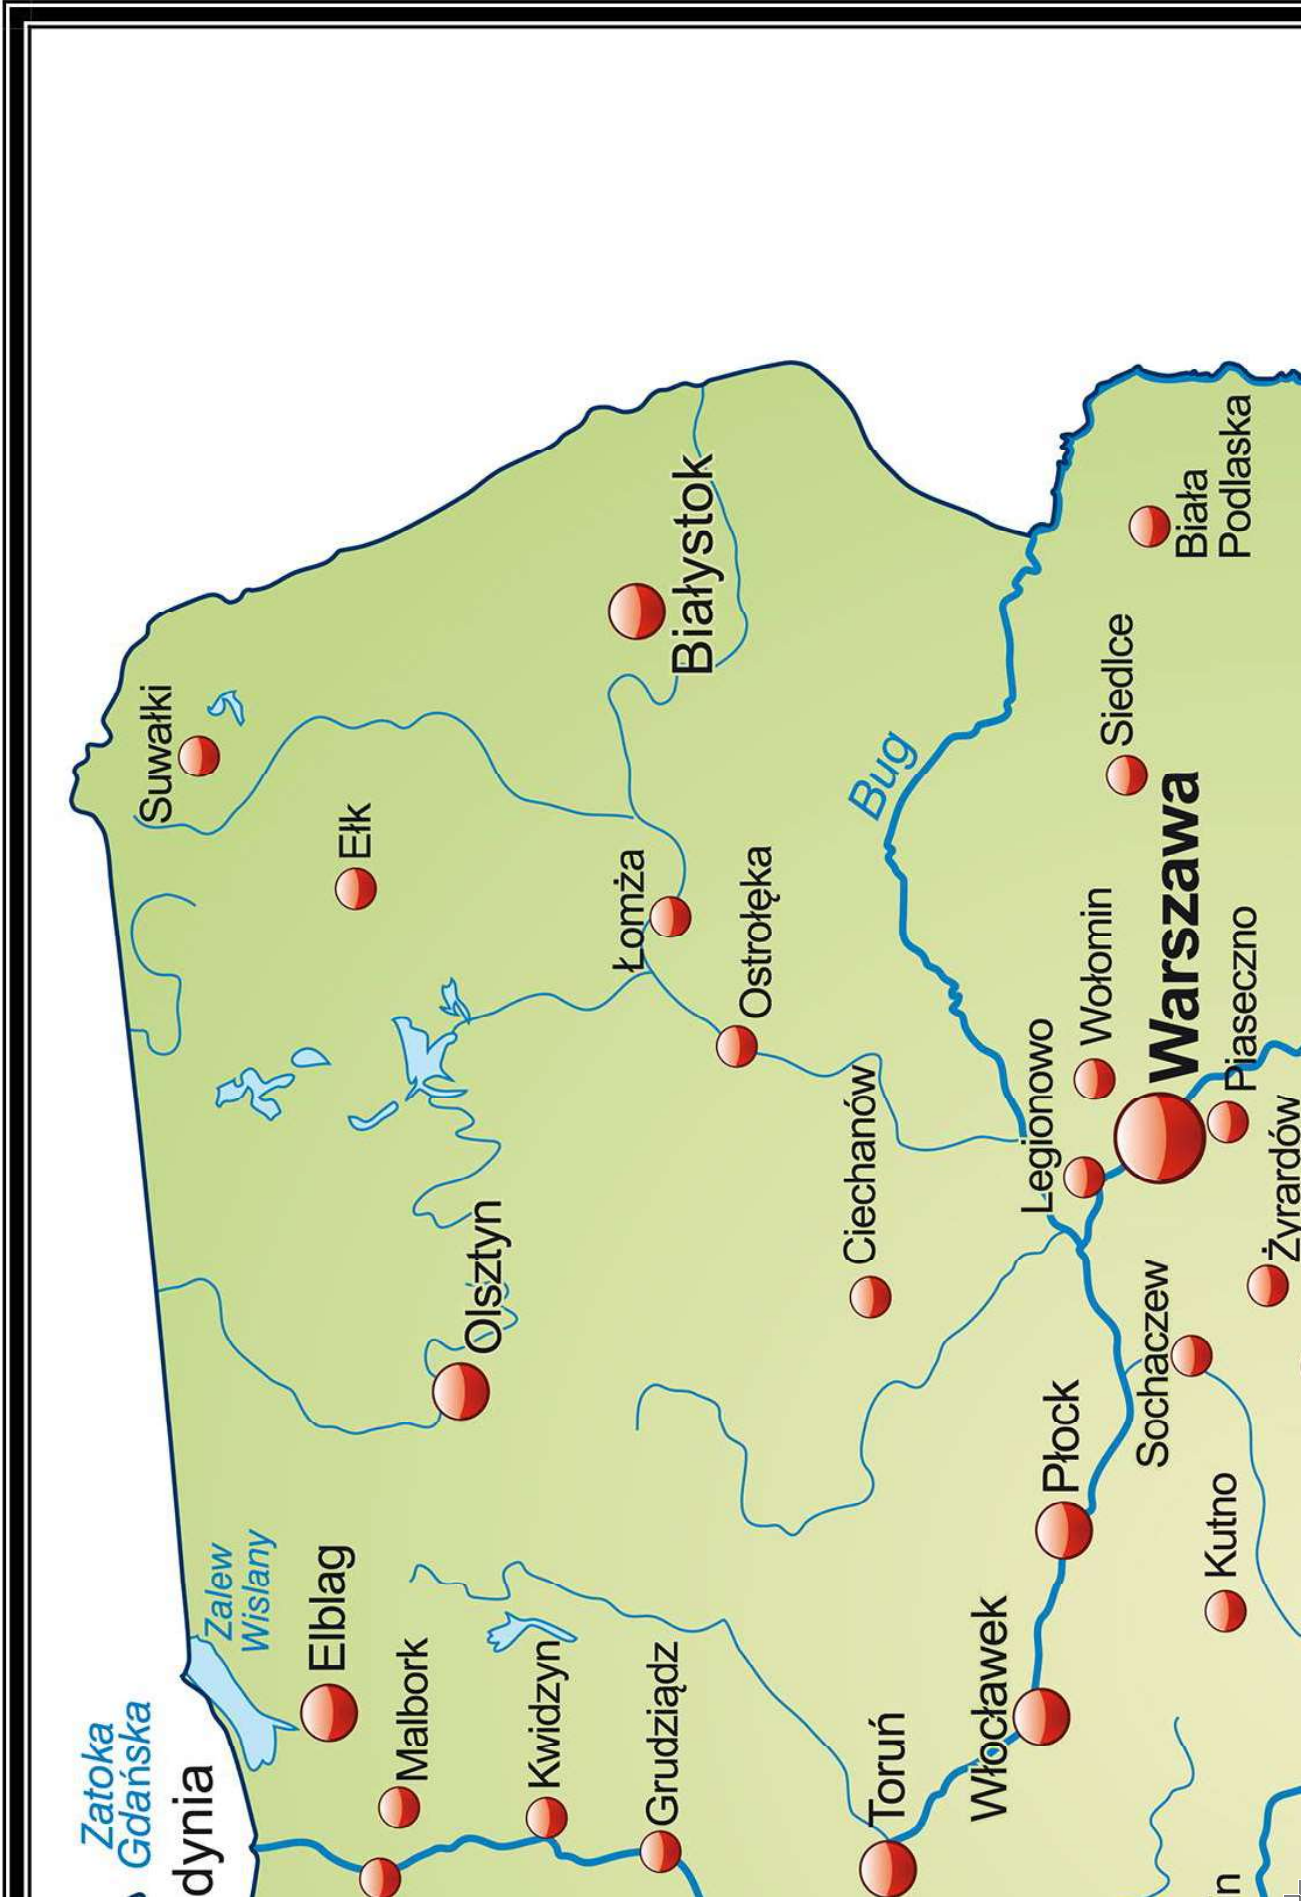 Zatoka
Gdańska
dynia
Zalew
Wislany
Elbląg
Malbork
Kwidzyn
Grudziądz
Toruń
Włocławek
Płock
Kutno
Sochaczew
Żyrardów
Olsztyn
Ciechanów
Legionowo
Wołomin
Warszawa
Piaseczno
Ostrołęka
Łomża
Ełk
Suwałki
Białystok
Bug
Siedlce
Biała
Podlaska
n